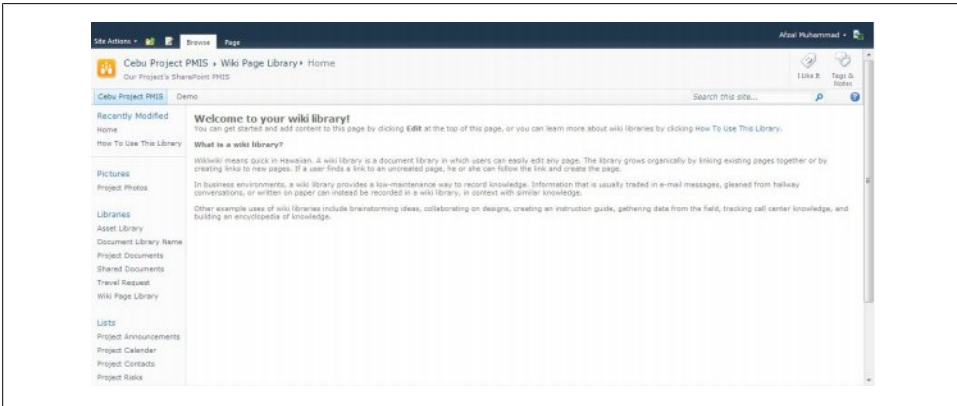 Site Actions
Browse
Page
Afzal Muhammad
Cebu Project PMIS ▸ Wiki Page Library ▸ Home
Our Project's SharePoint PMIS
I Like It
Tags & Notes
Cebu Project PMIS
Demo
Search this site...
Recently Modified
Home
How To Use This Library
Pictures
Project Photos
Libraries
Asset Library
Document Library Name
Project Documents
Shared Documents
Travel Request
Wiki Page Library
Lists
Project Announcements
Project Calendar
Project Contacts
Project Risks
Welcome to your wiki library!
You can get started and add content to this page by clicking Edit at the top of this page, or you can learn more about wiki libraries by clicking How To Use This Library.
What is a wiki library?
Wikiwiki means quick in Hawaiian. A wiki library is a document library in which users can easily edit any page. The library grows organically by linking existing pages together or by
creating links to new pages. If a user finds a link to an uncreated page, he or she can follow the link and create the page.
In business environments, a wiki library provides a low-maintenance way to record knowledge. Information that is usually traded in e-mail messages, gleaned from hallway
conversations, or written on paper can instead be recorded in a wiki library, in context with similar knowledge.
Other example uses of wiki libraries include brainstorming ideas, collaborating on designs, creating an instruction guide, gathering data from the field, tracking call center knowledge, and
building an encyclopedia of knowledge.